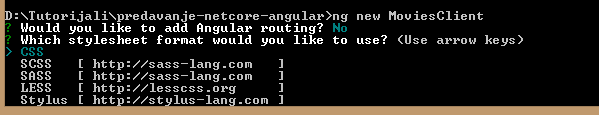 D:\Tutorijali\predavanje-netcore-angular>ng new MoviesClient
? Would you like to add Angular routing? No
? Which stylesheet format would you like to use? (Use arrow keys)
> CSS
SCSS [ http://sass-lang.com ]
SASS [ http://sass-lang.com ]
LESS [ http://lesscss.org ]
Stylus [ http://stylus-lang.com ]